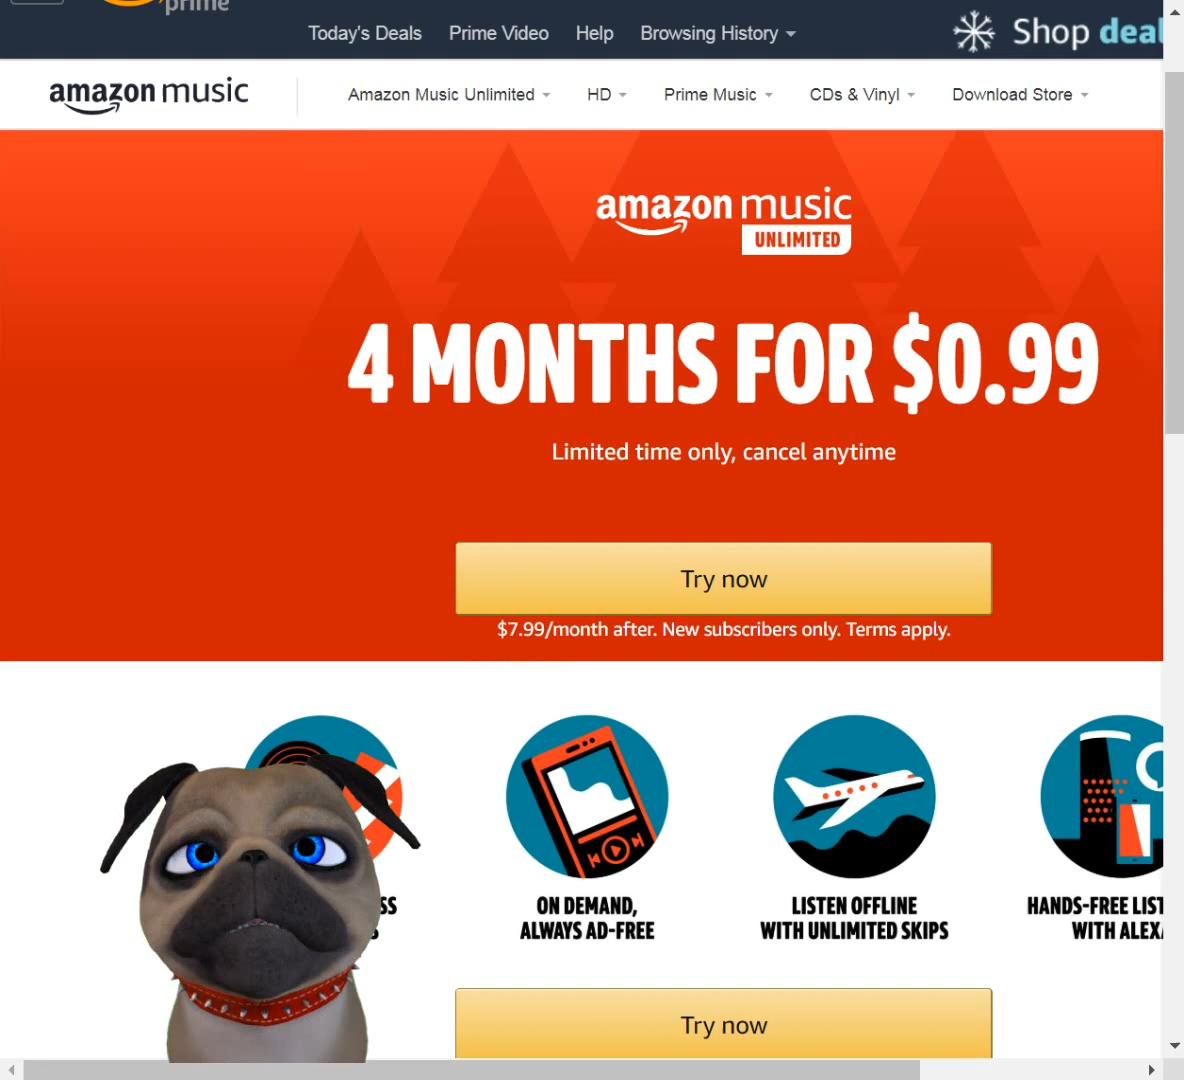 prime
Today's Deals Prime Video Help Browsing History
Shop deal
amazon music
Amazon Music Unlimited HD Prime Music CDs & Vinyl Download Store
amazon music
UNLIMITED
4 MONTHS FOR $0.99
Limited time only, cancel anytime
Try now
$7.99/month after. New subscribers only. Terms apply.
ON DEMAND,
ALWAYS AD-FREE
LISTEN OFFLINE
WITH UNLIMITED SKIPS
HANDS-FREE LIST
WITH ALEXA
Try now